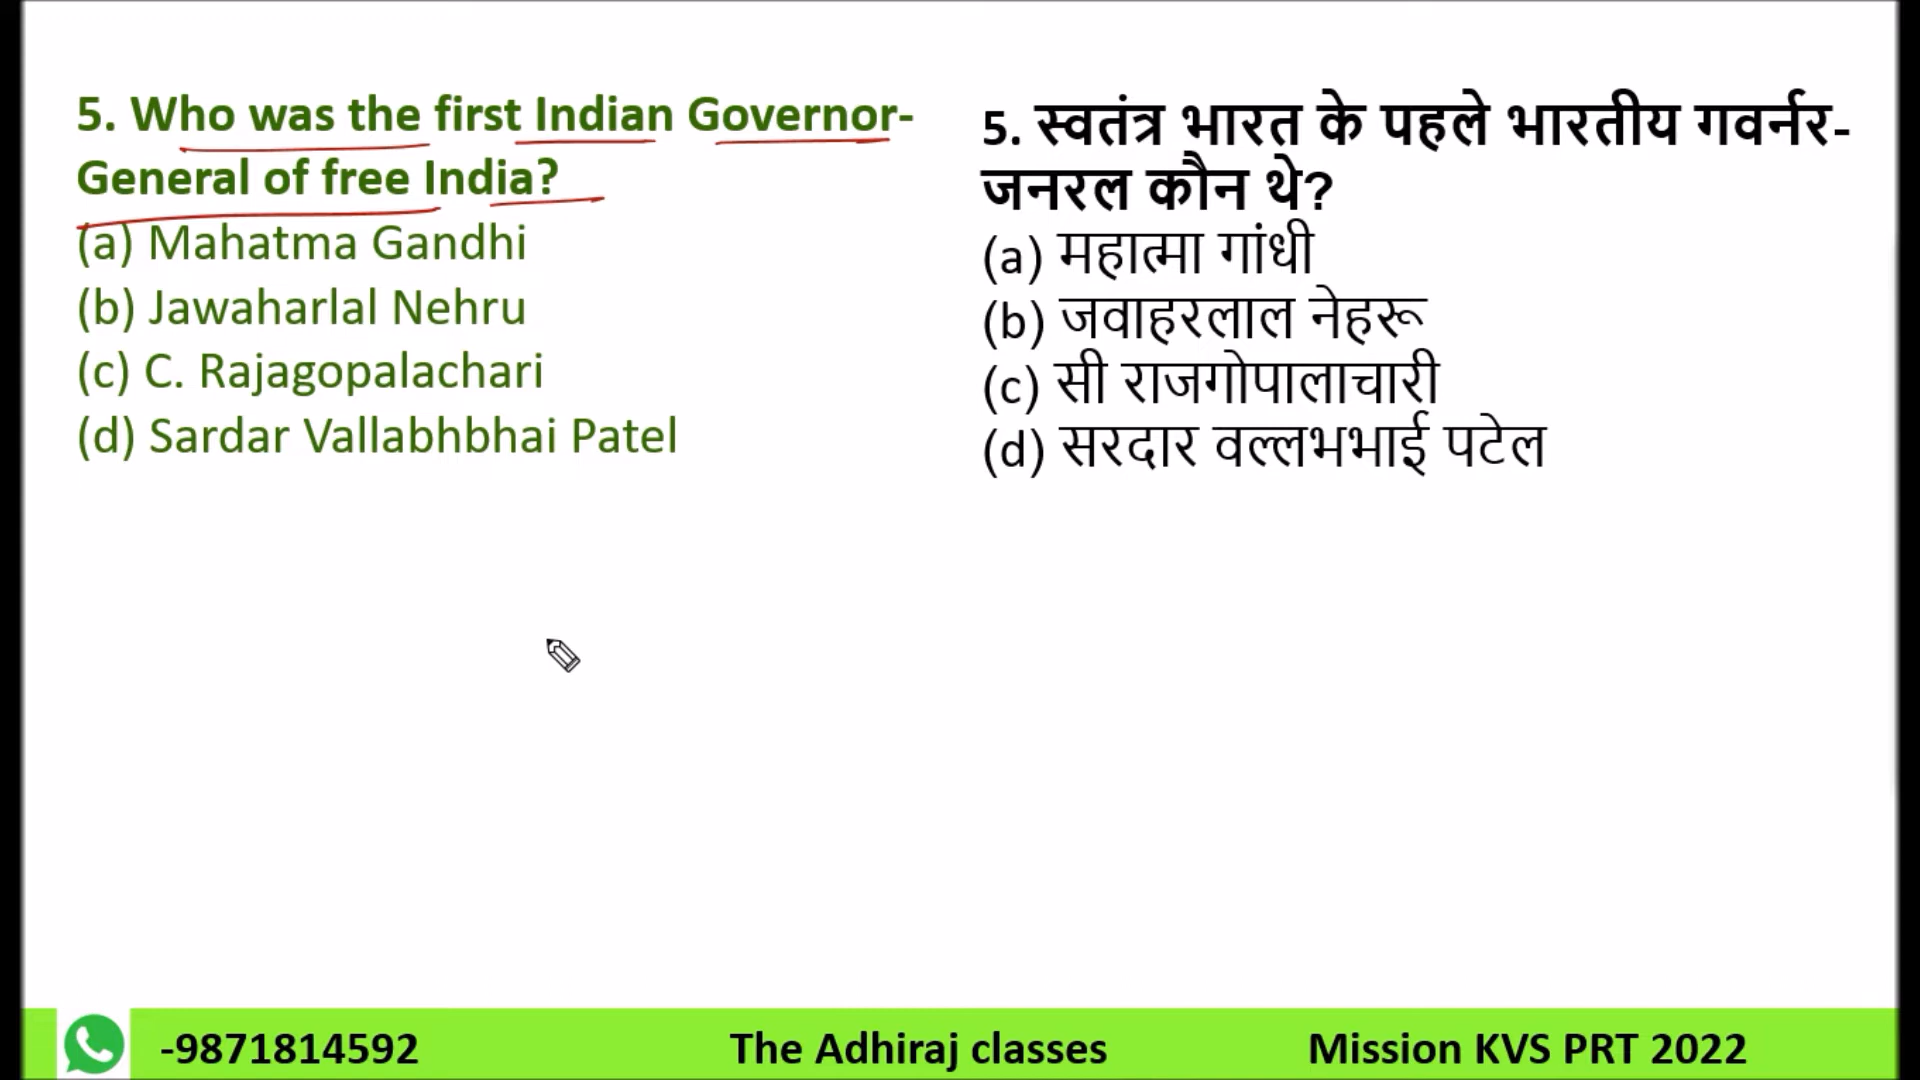 5. Who was the first Indian Governor-
General of free India?
(a) Mahatma Gandhi
(b) Jawaharlal Nehru
(c) C. Rajagopalachari
(d) Sardar Vallabhbhai Patel
5. स्वतंत्र भारत के पहले भारतीय गवर्नर-
जनरल कौन थे?
(a) महात्मा गांधी
(b) जवाहरलाल नेहरू
(c) सी राजगोपालाचारी
(d) सरदार वल्लभभाई पटेल
-9871814592 The Adhiraj classes Mission KVS PRT 2022